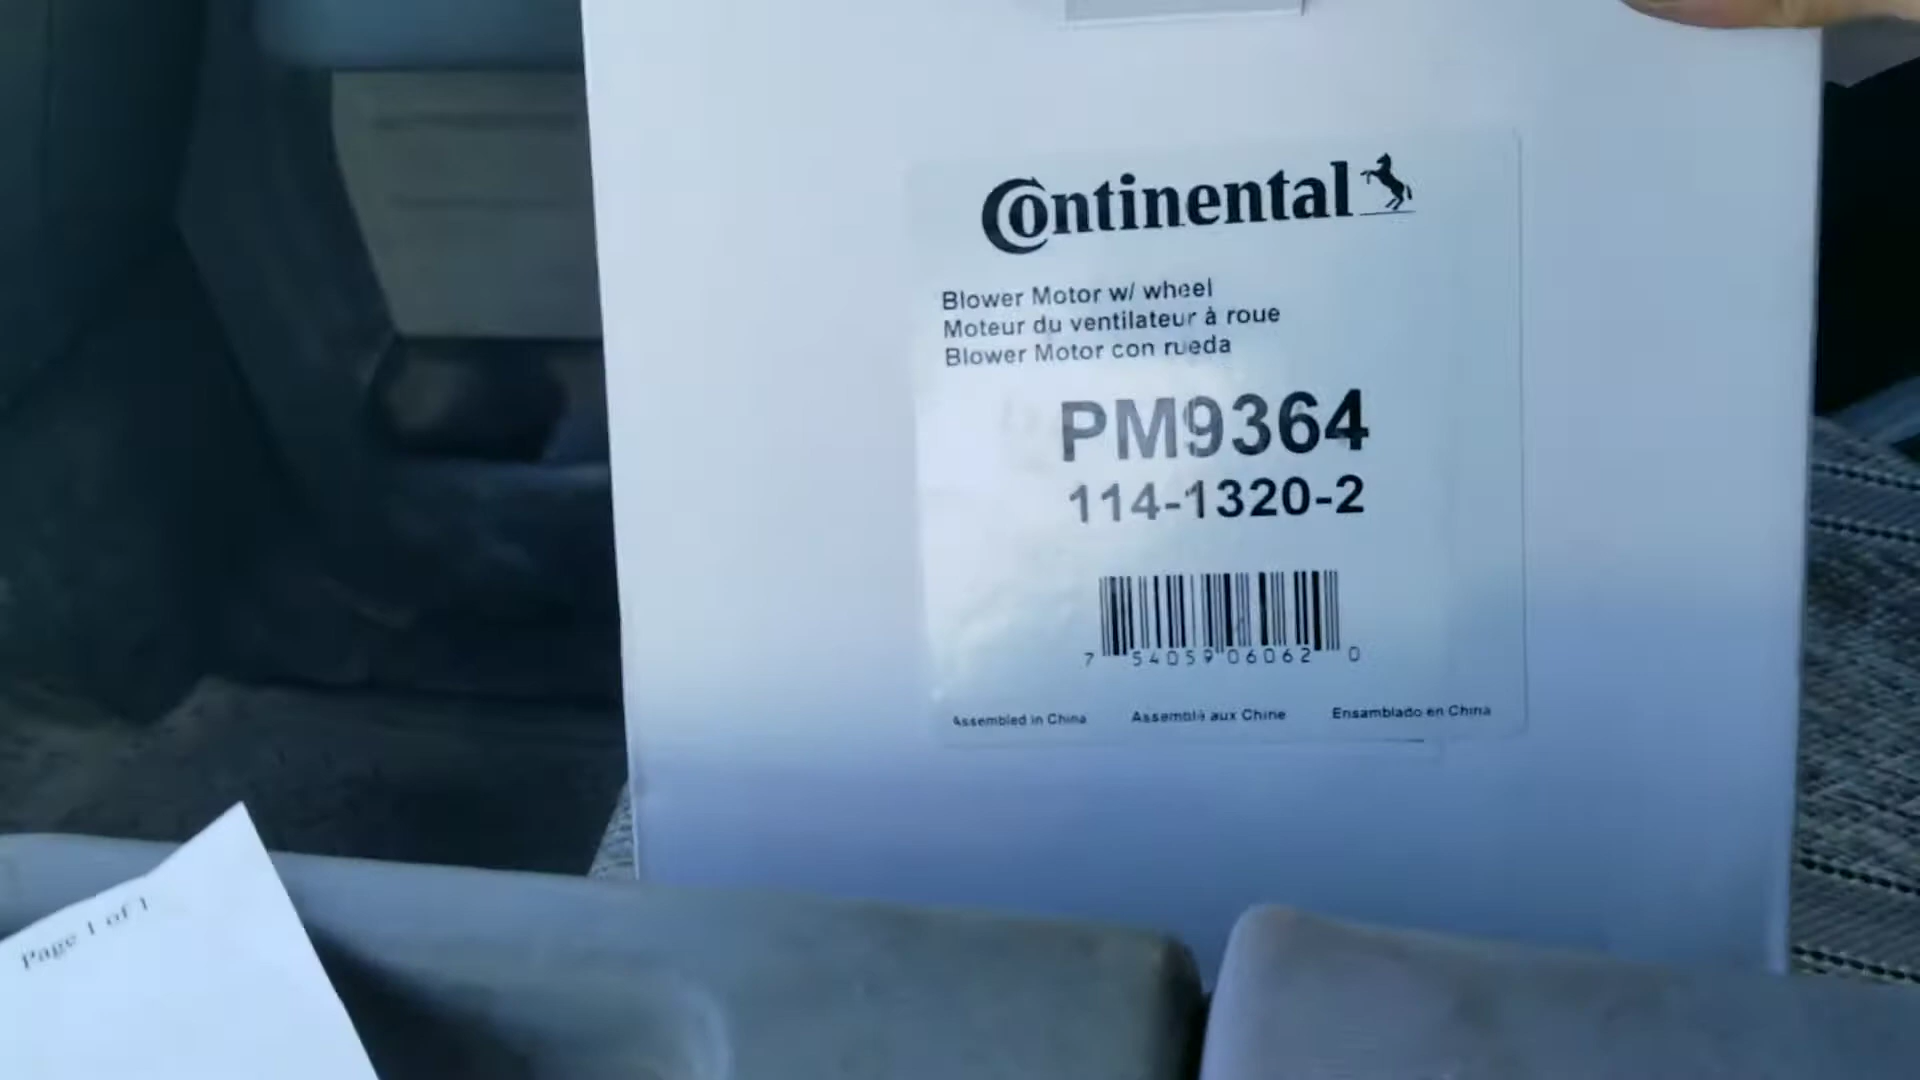 Continental
Blower Motor w/ wheel
Moteur du ventilateur à roue
Blower Motor con rueda
PM9364
114-1320-2
7 54059 06062 0
Assembled in China Assemblé aux Chine Ensamblado en China
Page 1 of 1